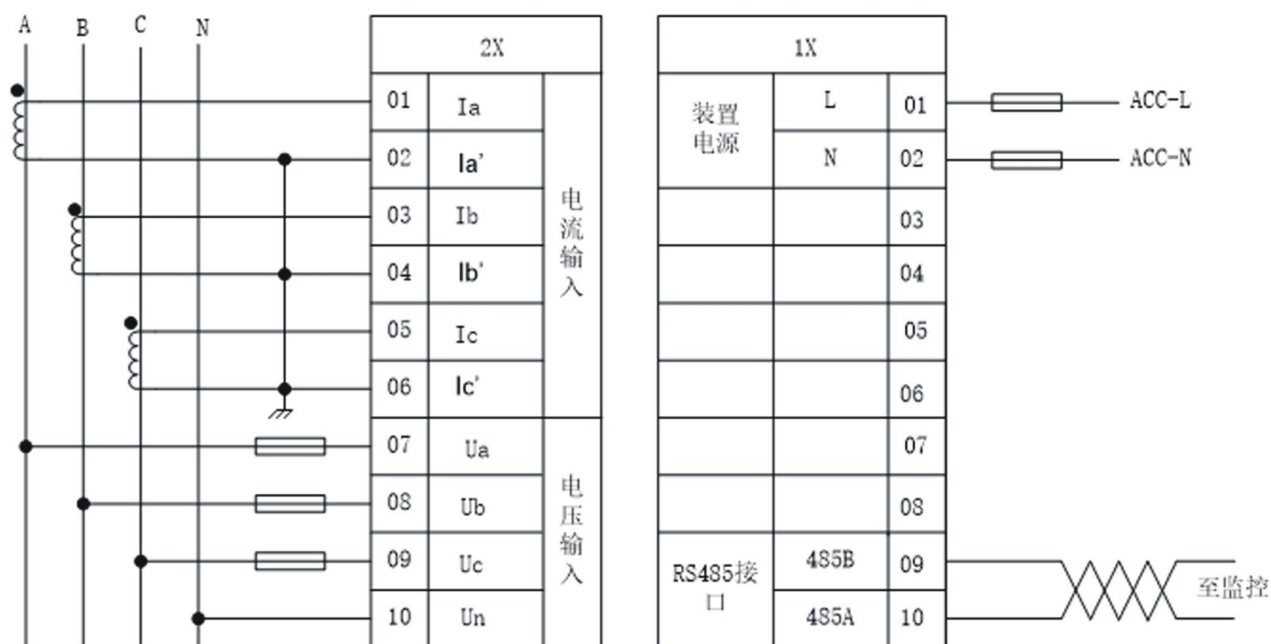 A B C N
2X
01 Ia
02 Ia'
03 Ib
04 Ib'
05 Ic
06 Ic'
电流输入
07 Ua
08 Ub
09 Uc
10 Un
电压输入
1X
装置电源
L 01 ACC-L
N 02 ACC-N
03
04
05
06
07
08
RS485接口
485B 09
485A 10
至监控